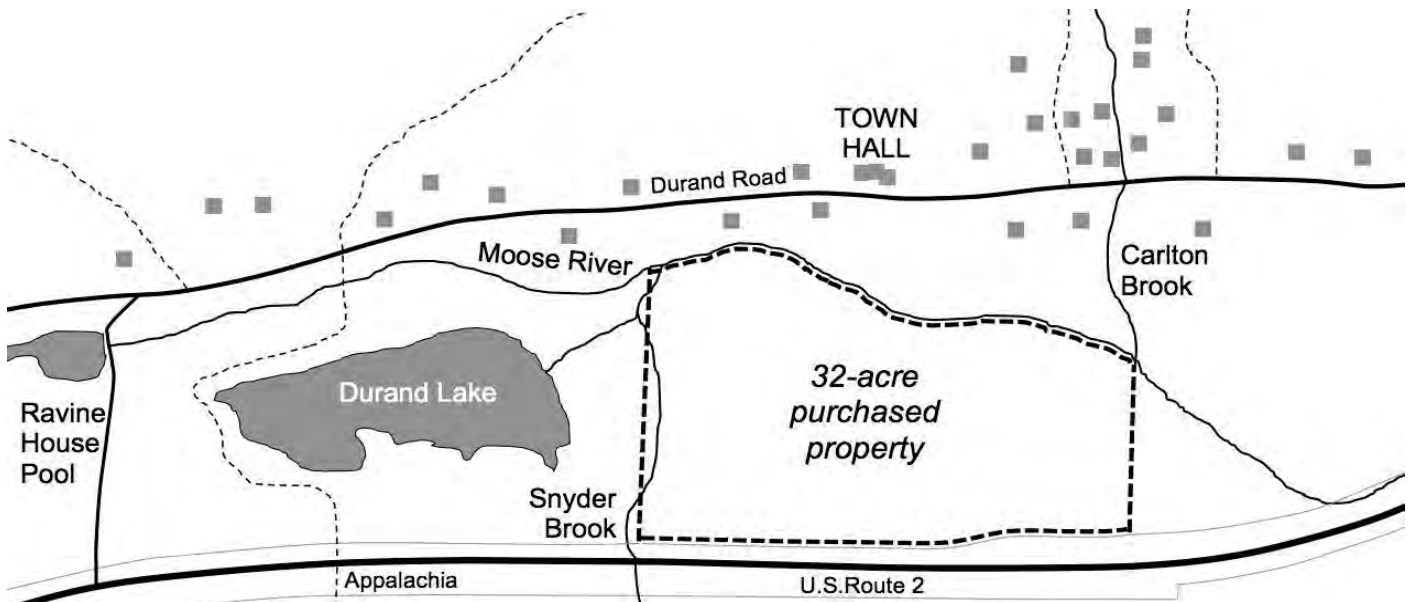 TOWN
HALL
Durand Road
Moose River
Carlton
Brook
Durand Lake
32-acre
purchased
property
Ravine
House
Pool
Snyder
Brook
Appalachia
U.S.Route 2